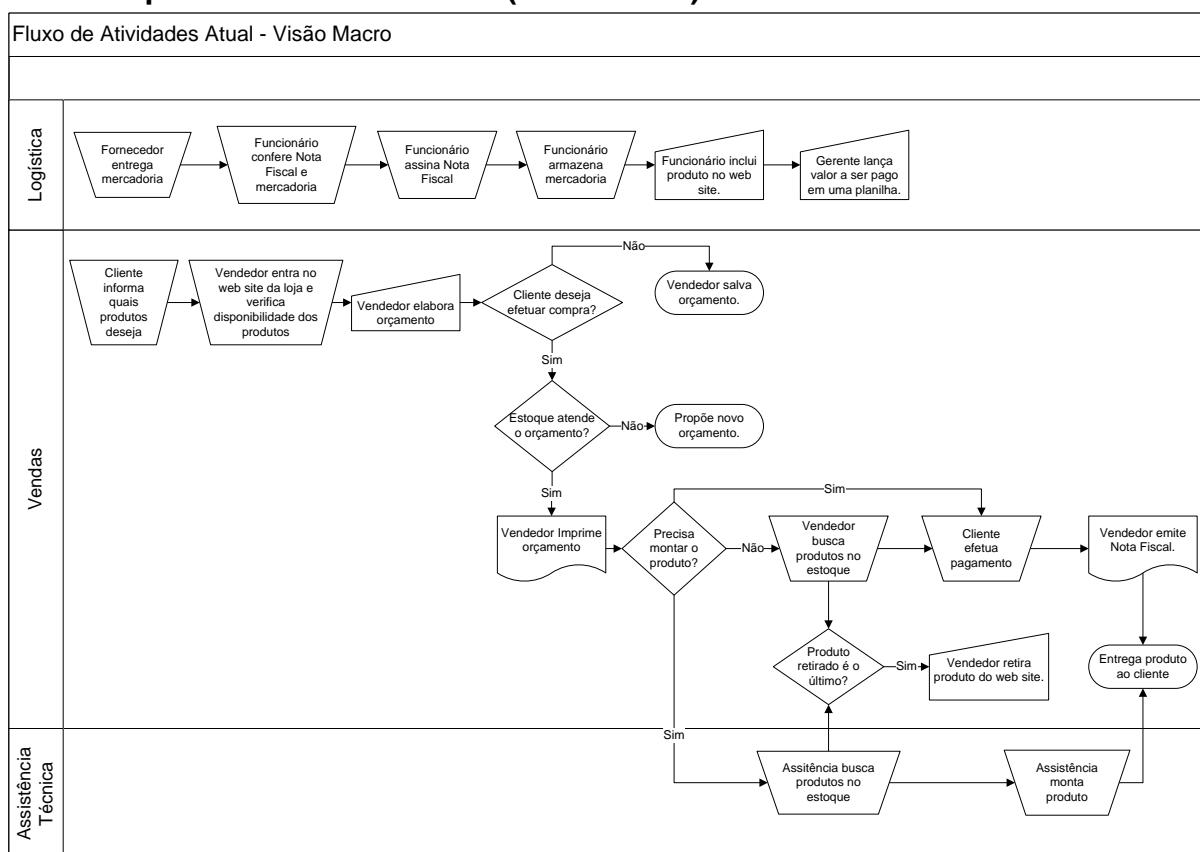 Fluxo de Atividades Atual - Visão Macro
Logística
Fornecedor
entrega
mercadoria
Funcionário
confere Nota
Fiscal e
mercadoria
Funcionário
assina Nota
Fiscal
Funcionário
armazena
mercadoria
Funcionário inclui
produto no web
site.
Gerente lança
valor a ser pago
em uma planilha.
Vendas
Cliente
informa
quais
produtos
deseja
Vendedor entra no
web site da loja e
verifica
disponibilidade dos
produtos
Vendedor elabora
orçamento
Cliente deseja
efetuar compra?
Não
Vendedor salva
orçamento.
Sim
Estoque atende
o orçamento?
Não
Propõe novo
orçamento.
Sim
Vendedor Imprime
orçamento
Precisa
montar o
produto?
Sim
Não
Vendedor
busca
produtos no
estoque
Cliente
efetua
pagamento
Vendedor emite
Nota Fiscal.
Produto
retirado é o
último?
Sim
Vendedor retira
produto do web site.
Entrega produto
ao cliente
Sim
Assistência
Técnica
Assitência busca
produtos no
estoque
Assistência
monta
produto